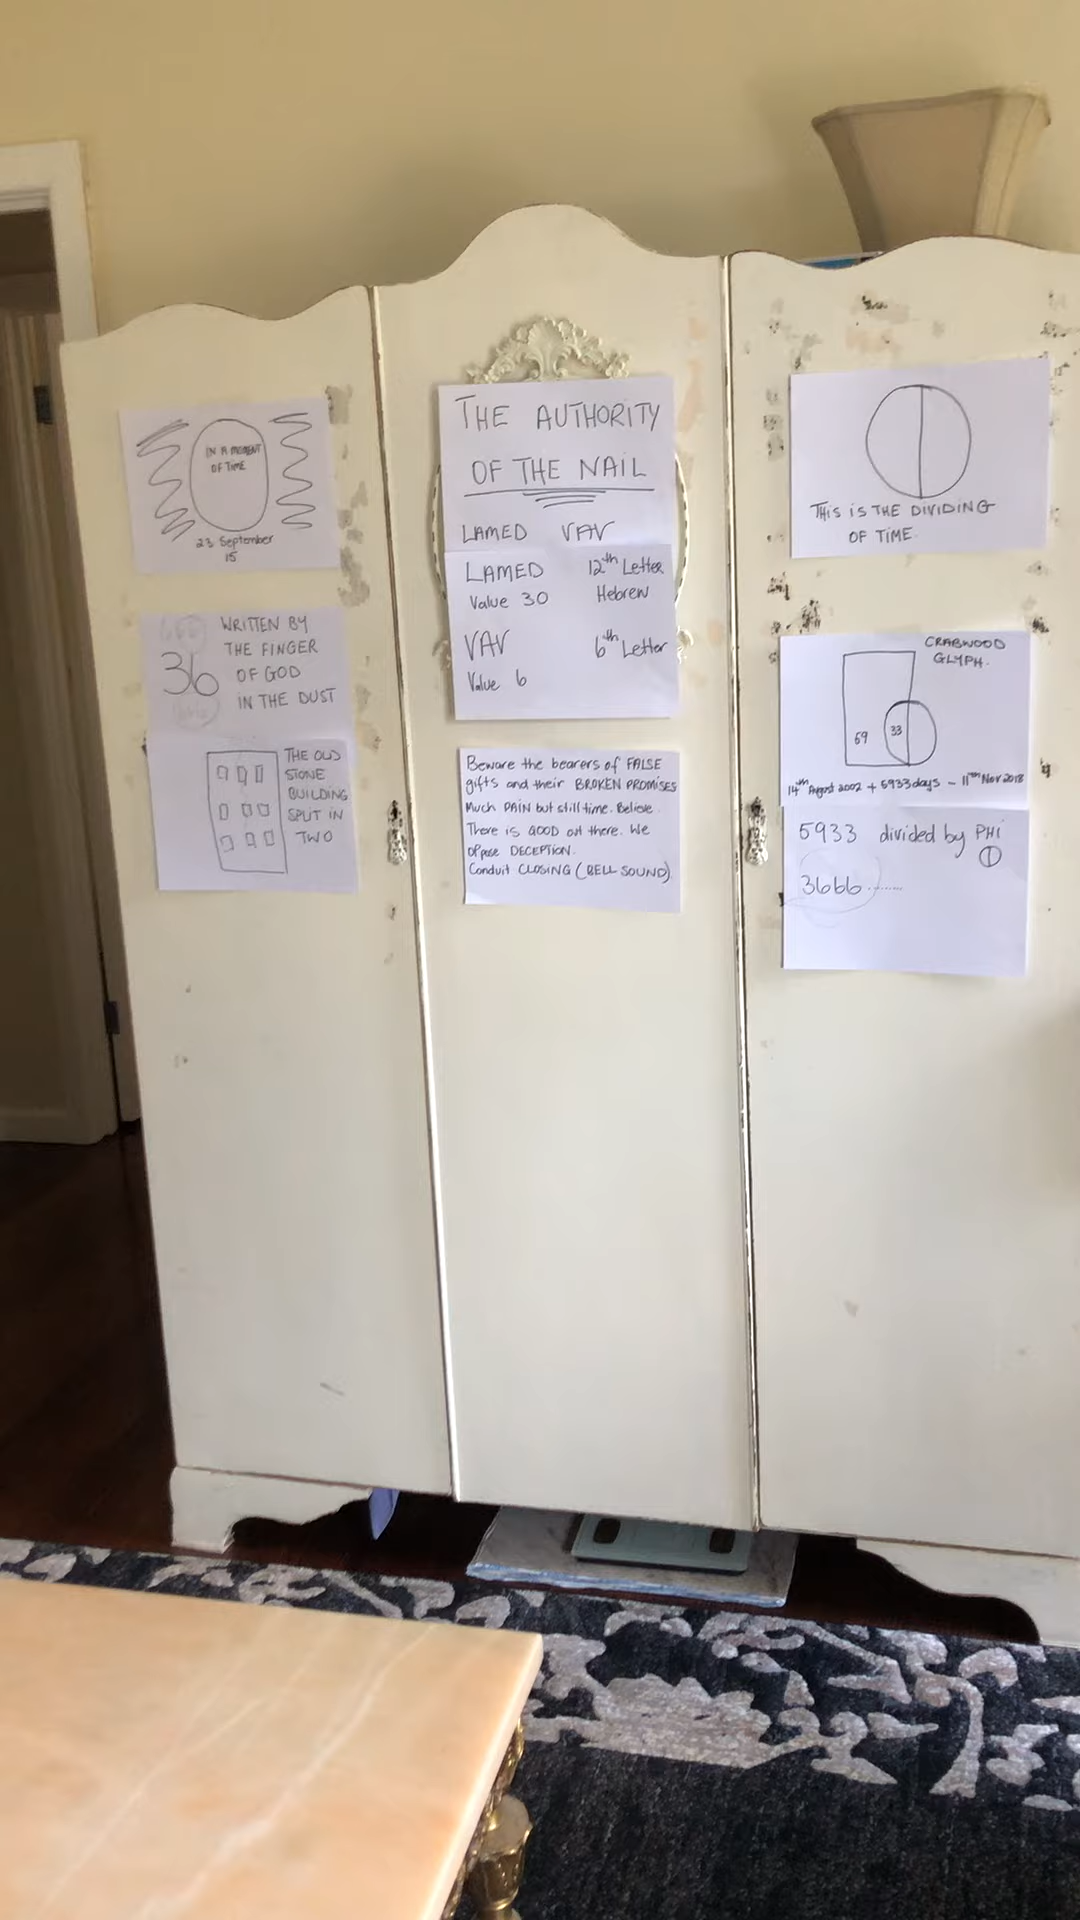 IN A MOMENT
OF TIME
23 September
15
36
WRITTEN BY
THE FINGER
OF GOD
IN THE DUST
THE OLD
STONE
BUILDING
SPLIT IN
TWO
THE AUTHORITY
OF THE NAIL
LAMED VAV
LAMED 12th Letter
Value 30 Hebrew
VAV 6th Letter
Value 6
Beware the bearers of FALSE
gifts and their BROKEN PROMISES
Much PAIN but still time. Believe.
There is GOOD out there. We
OPPose DECEPTION.
Conduit CLOSING (BELL SOUND)
THIS IS THE DIVIDING
OF TIME.
CRABWOOD
GLYPH.
59 33
14th August 2002 + 5933 days - 11th Nov 2018
5933 divided by PHI
3666........